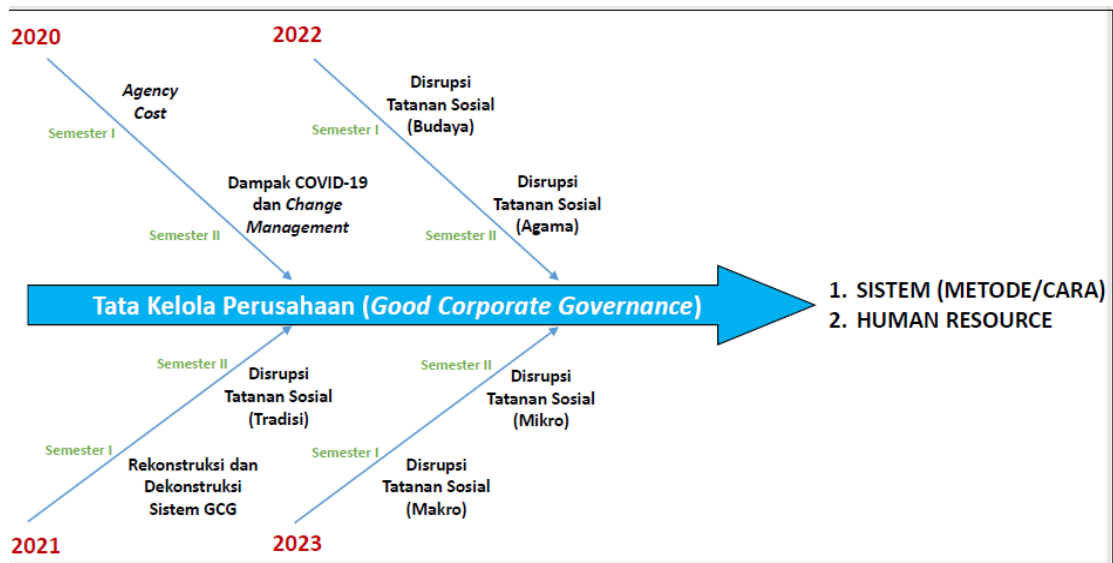 2020
2022
Agency
Cost
Semester I
Dampak COVID-19
dan Change
Management
Semester II
Disrupsi
Tatanan Sosial
(Budaya)
Semester I
Disrupsi
Tatanan Sosial
(Agama)
Semester II
Tata Kelola Perusahaan (Good Corporate Governance)
1. SISTEM (METODE/CARA)
2. HUMAN RESOURCE
Semester II
Disrupsi
Tatanan Sosial
(Tradisi)
Semester I
Rekonstruksi dan
Dekonstruksi
Sistem GCG
Semester II
Disrupsi
Tatanan Sosial
(Mikro)
Semester I
Disrupsi
Tatanan Sosial
(Makro)
2021
2023